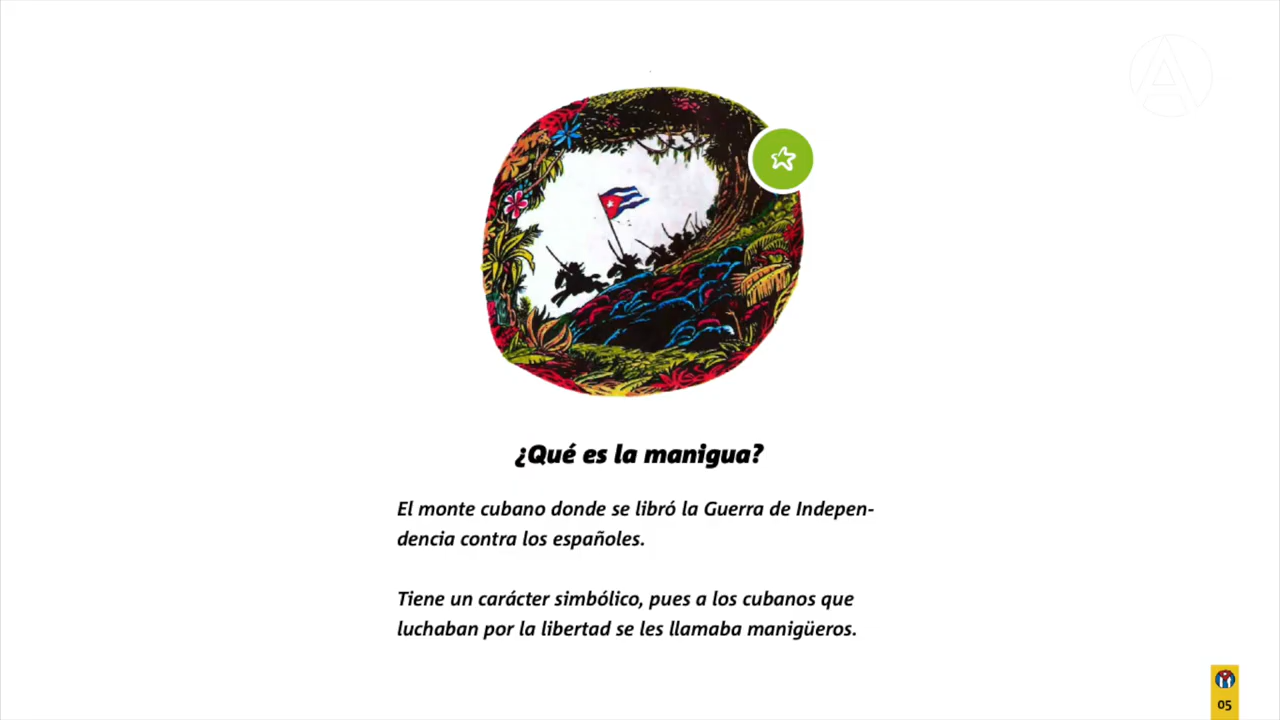 ¿Qué es la manigua?
El monte cubano donde se libró la Guerra de Indepen-
dencia contra los españoles.
Tiene un carácter simbólico, pues a los cubanos que
luchaban por la libertad se les llamaba manigüeros.
05